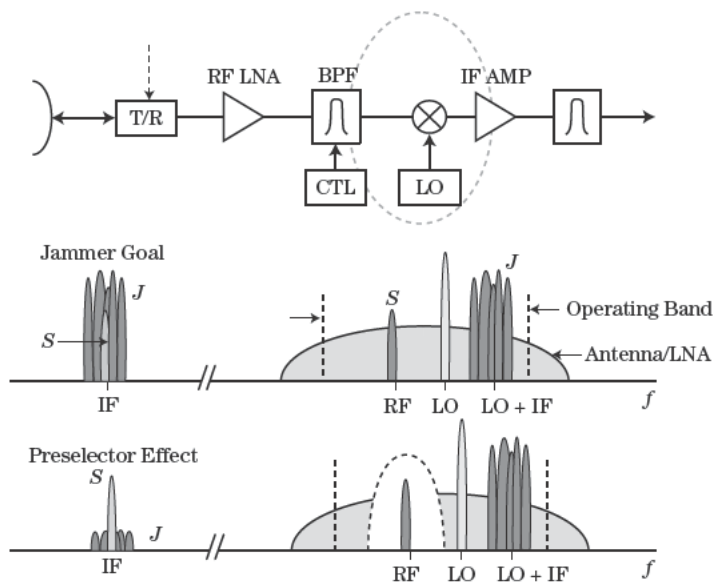 RF LNA BPF IF AMP
T/R
CTL LO
Jammer Goal
J
S
S
J
Operating Band
Antenna/LNA
IF RF LO LO + IF f
Preselector Effect
S
J
IF RF LO LO + IF f